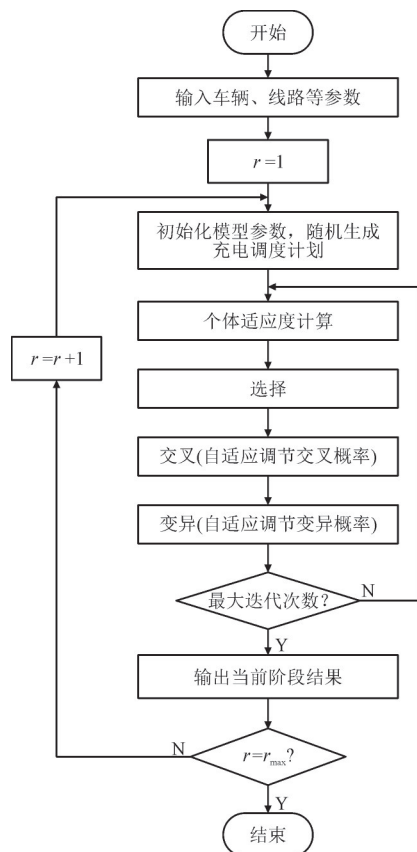 开始
输入车辆、线路等参数
r=1
初始化模型参数，随机生成
充电调度计划
个体适应度计算
r=r+1
选择
交叉(自适应调节交叉概率)
变异(自适应调节变异概率)
最大迭代次数?
N
Y
输出当前阶段结果
N
r=rmax?
Y
结束